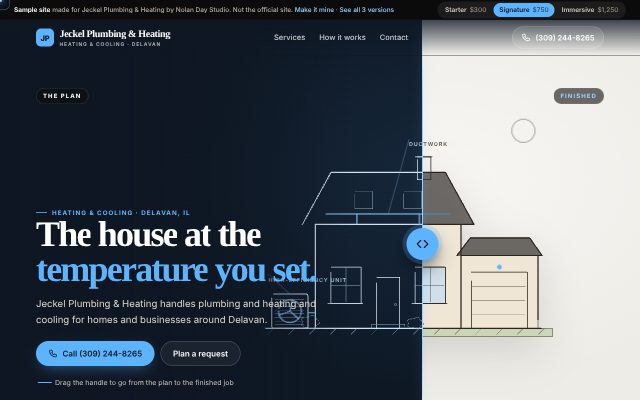 Sample site made for Jeckel Plumbing & Heating by Nolan Day Studio. Not the official site. Make it mine · See all 3 versions
Starter $300 Signature $750 Immersive $1,250
JP Jeckel Plumbing & Heating
HEATING & COOLING · DELAVAN
Services How it works Contact
(309) 244-8265
THE PLAN
FINISHED
DUCTWORK
HEATING & COOLING · DELAVAN, IL
The house at the
temperature you set.
HIGH-EFFICIENCY UNIT
Jeckel Plumbing & Heating handles plumbing and heating and
cooling for homes and businesses around Delavan.
Call (309) 244-8265
Plan a request
Drag the handle to go from the plan to the finished job